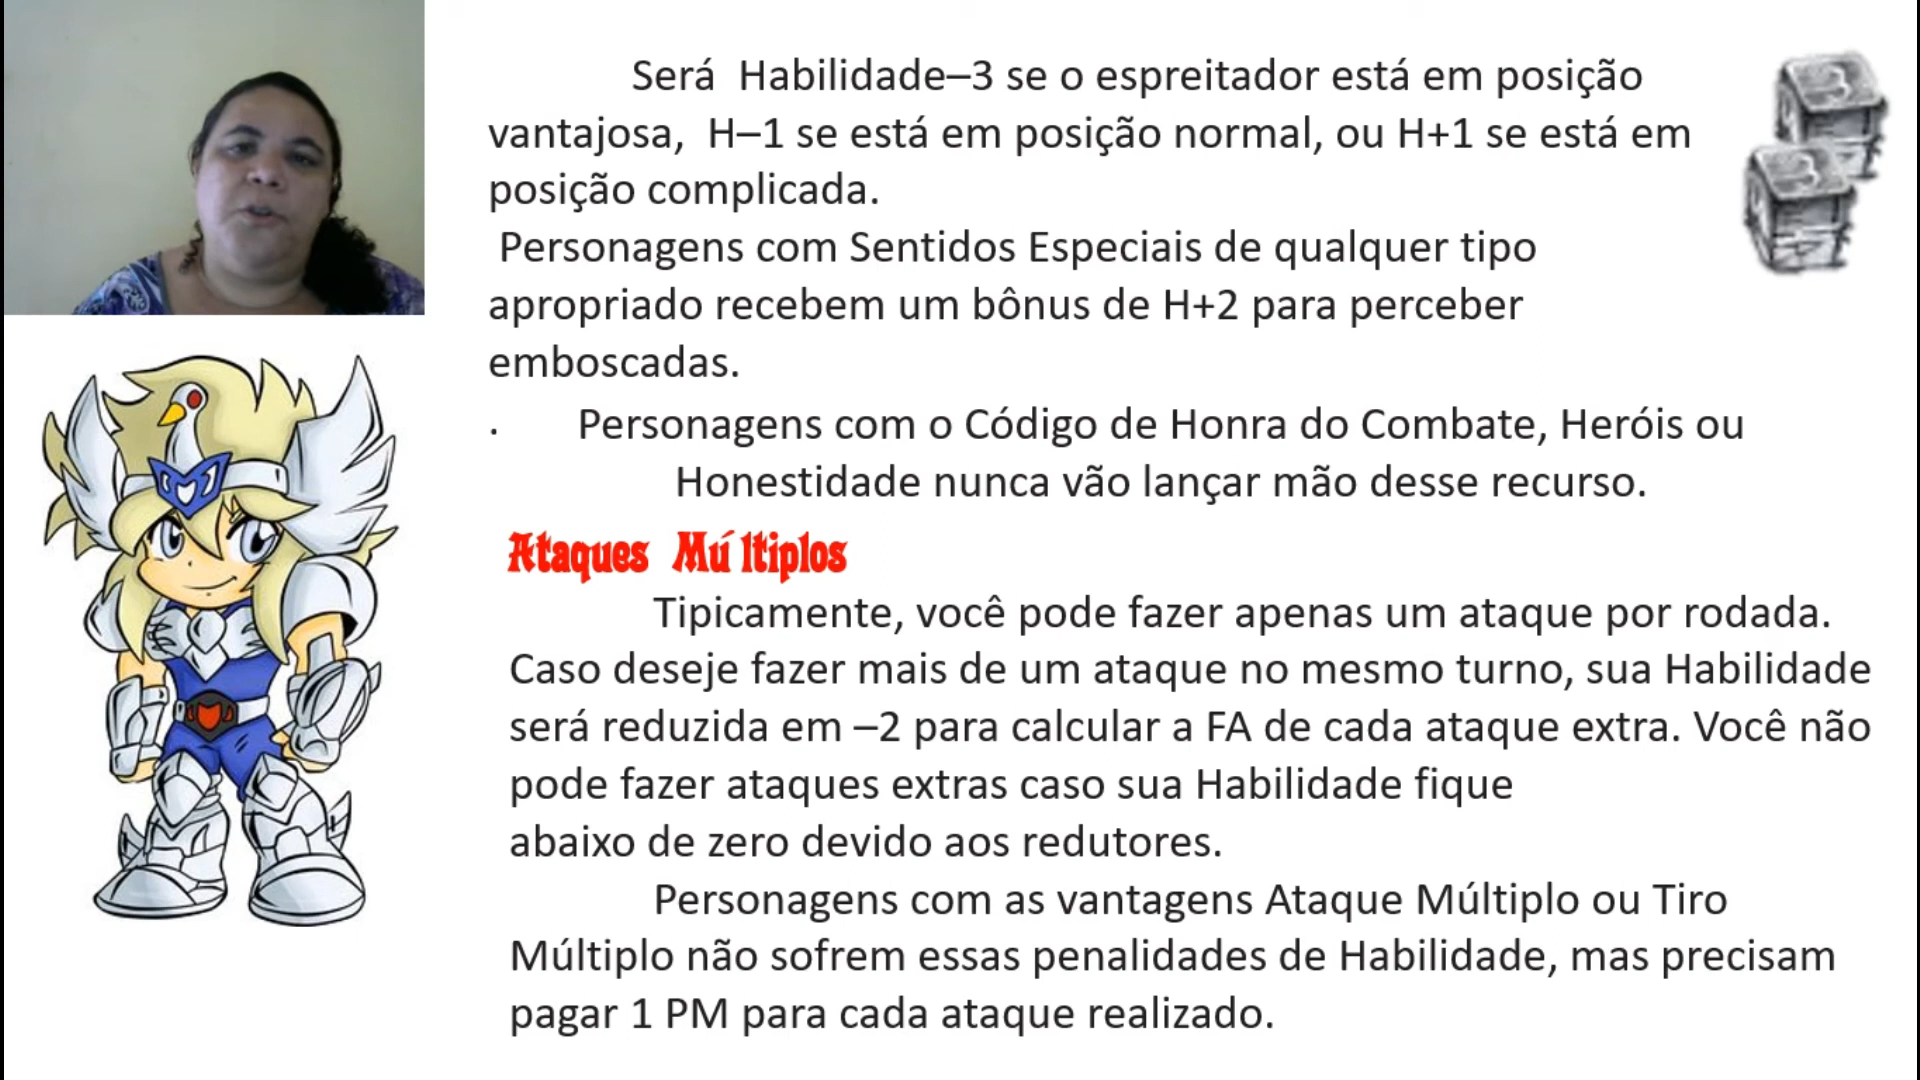 Será Habilidade–3 se o espreitador está em posição
vantajosa, H–1 se está em posição normal, ou H+1 se está em
posição complicada.
Personagens com Sentidos Especiais de qualquer tipo
apropriado recebem um bônus de H+2 para perceber
emboscadas.
· Personagens com o Código de Honra do Combate, Heróis ou
Honestidade nunca vão lançar mão desse recurso.
Ataques Múltiplos
Tipicamente, você pode fazer apenas um ataque por rodada.
Caso deseje fazer mais de um ataque no mesmo turno, sua Habilidade
será reduzida em –2 para calcular a FA de cada ataque extra. Você não
pode fazer ataques extras caso sua Habilidade fique
abaixo de zero devido aos redutores.
Personagens com as vantagens Ataque Múltiplo ou Tiro
Múltiplo não sofrem essas penalidades de Habilidade, mas precisam
pagar 1 PM para cada ataque realizado.